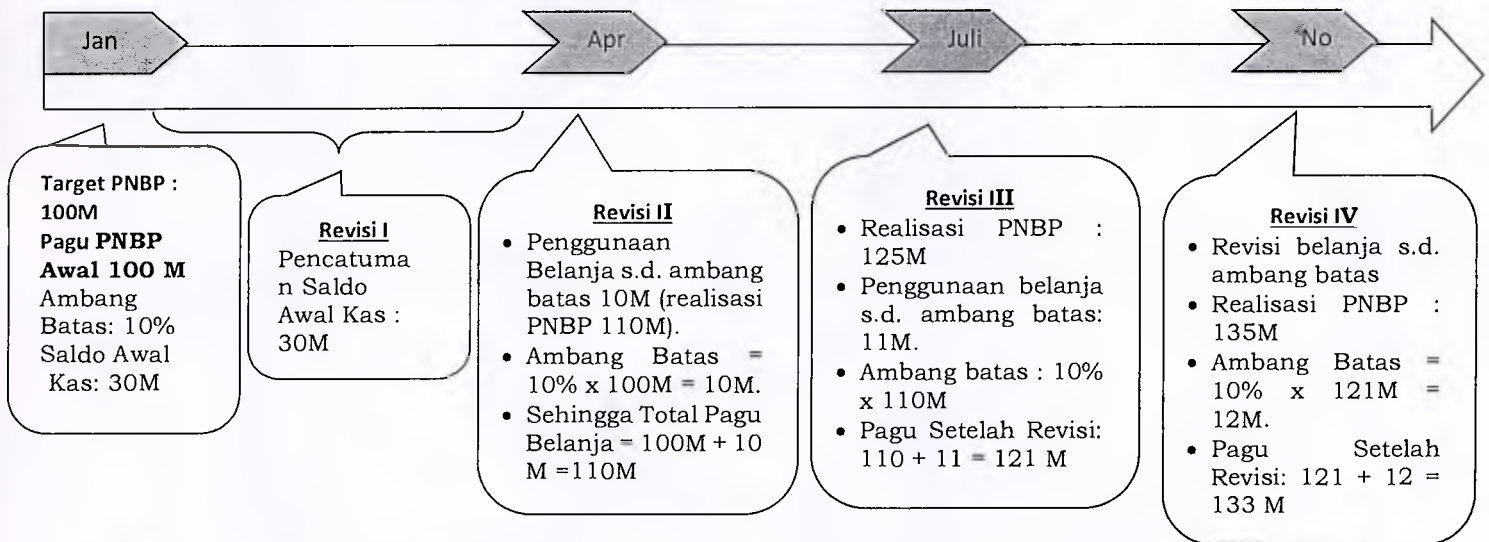 Jan
Apr
Juli
No
Target PNBP :
100M
Pagu PNBP
Awal 100 M
Ambang
Batas: 10%
Saldo Awal
Kas: 30M
Revisi I
Pencatuma
n Saldo
Awal Kas :
30M
Revisi II
• Penggunaan
Belanja s.d. ambang
batas 10M (realisasi
PNBP 110M).
• Ambang Batas =
10% x 100M = 10M.
• Sehingga Total Pagu
Belanja = 100M + 10
M =110M
Revisi III
• Realisasi PNBP :
125M
• Penggunaan belanja
s.d. ambang batas:
11M.
• Ambang batas : 10%
x 110M
• Pagu Setelah Revisi:
110 + 11 = 121 M
Revisi IV
• Revisi belanja s.d.
ambang batas
• Realisasi PNBP :
135M
• Ambang Batas =
10% x 121M =
12M.
• Pagu Setelah
Revisi: 121 + 12 =
133 M